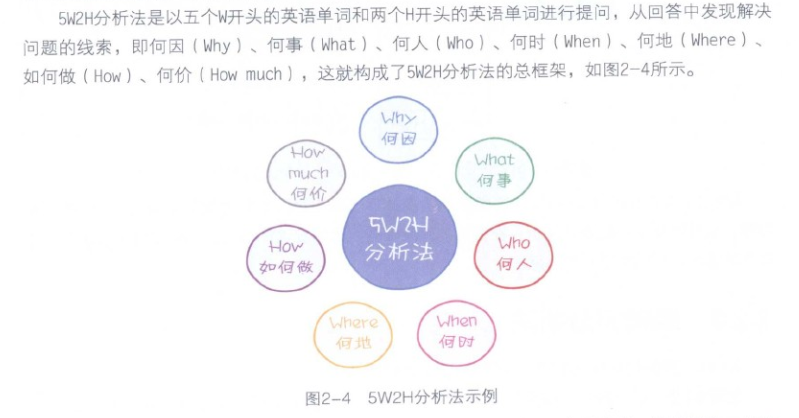 5W2H分析法是以五个W开头的英语单词和两个H开头的英语单词进行提问，从回答中发现解决
问题的线索，即何因（Why）、何事（What）、何人（Who）、何时（When）、何地（Where）、
如何做（How）、何价（How much），这就构成了5W2H分析法的总框架，如图2-4所示。
Why
何因
What
何事
Who
何人
When
何时
Where
何地
How
如何做
How
much
何价
5W2H
分析法
图2-4 5W2H分析法示例